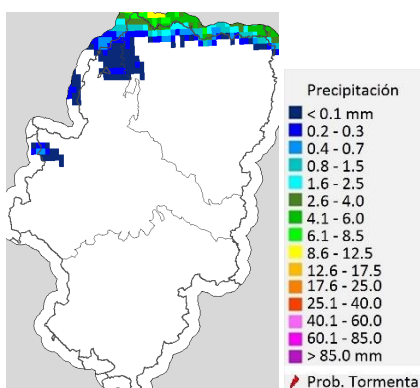 Precipitación
< 0.1 mm
0.2 - 0.3
0.4 - 0.7
0.8 - 1.5
1.6 - 2.5
2.6 - 4.0
4.1 - 6.0
6.1 - 8.5
8.6 - 12.5
12.6 - 17.5
17.6 - 25.0
25.1 - 40.0
40.1 - 60.0
60.1 - 85.0
> 85.0 mm
Prob. Tormenta